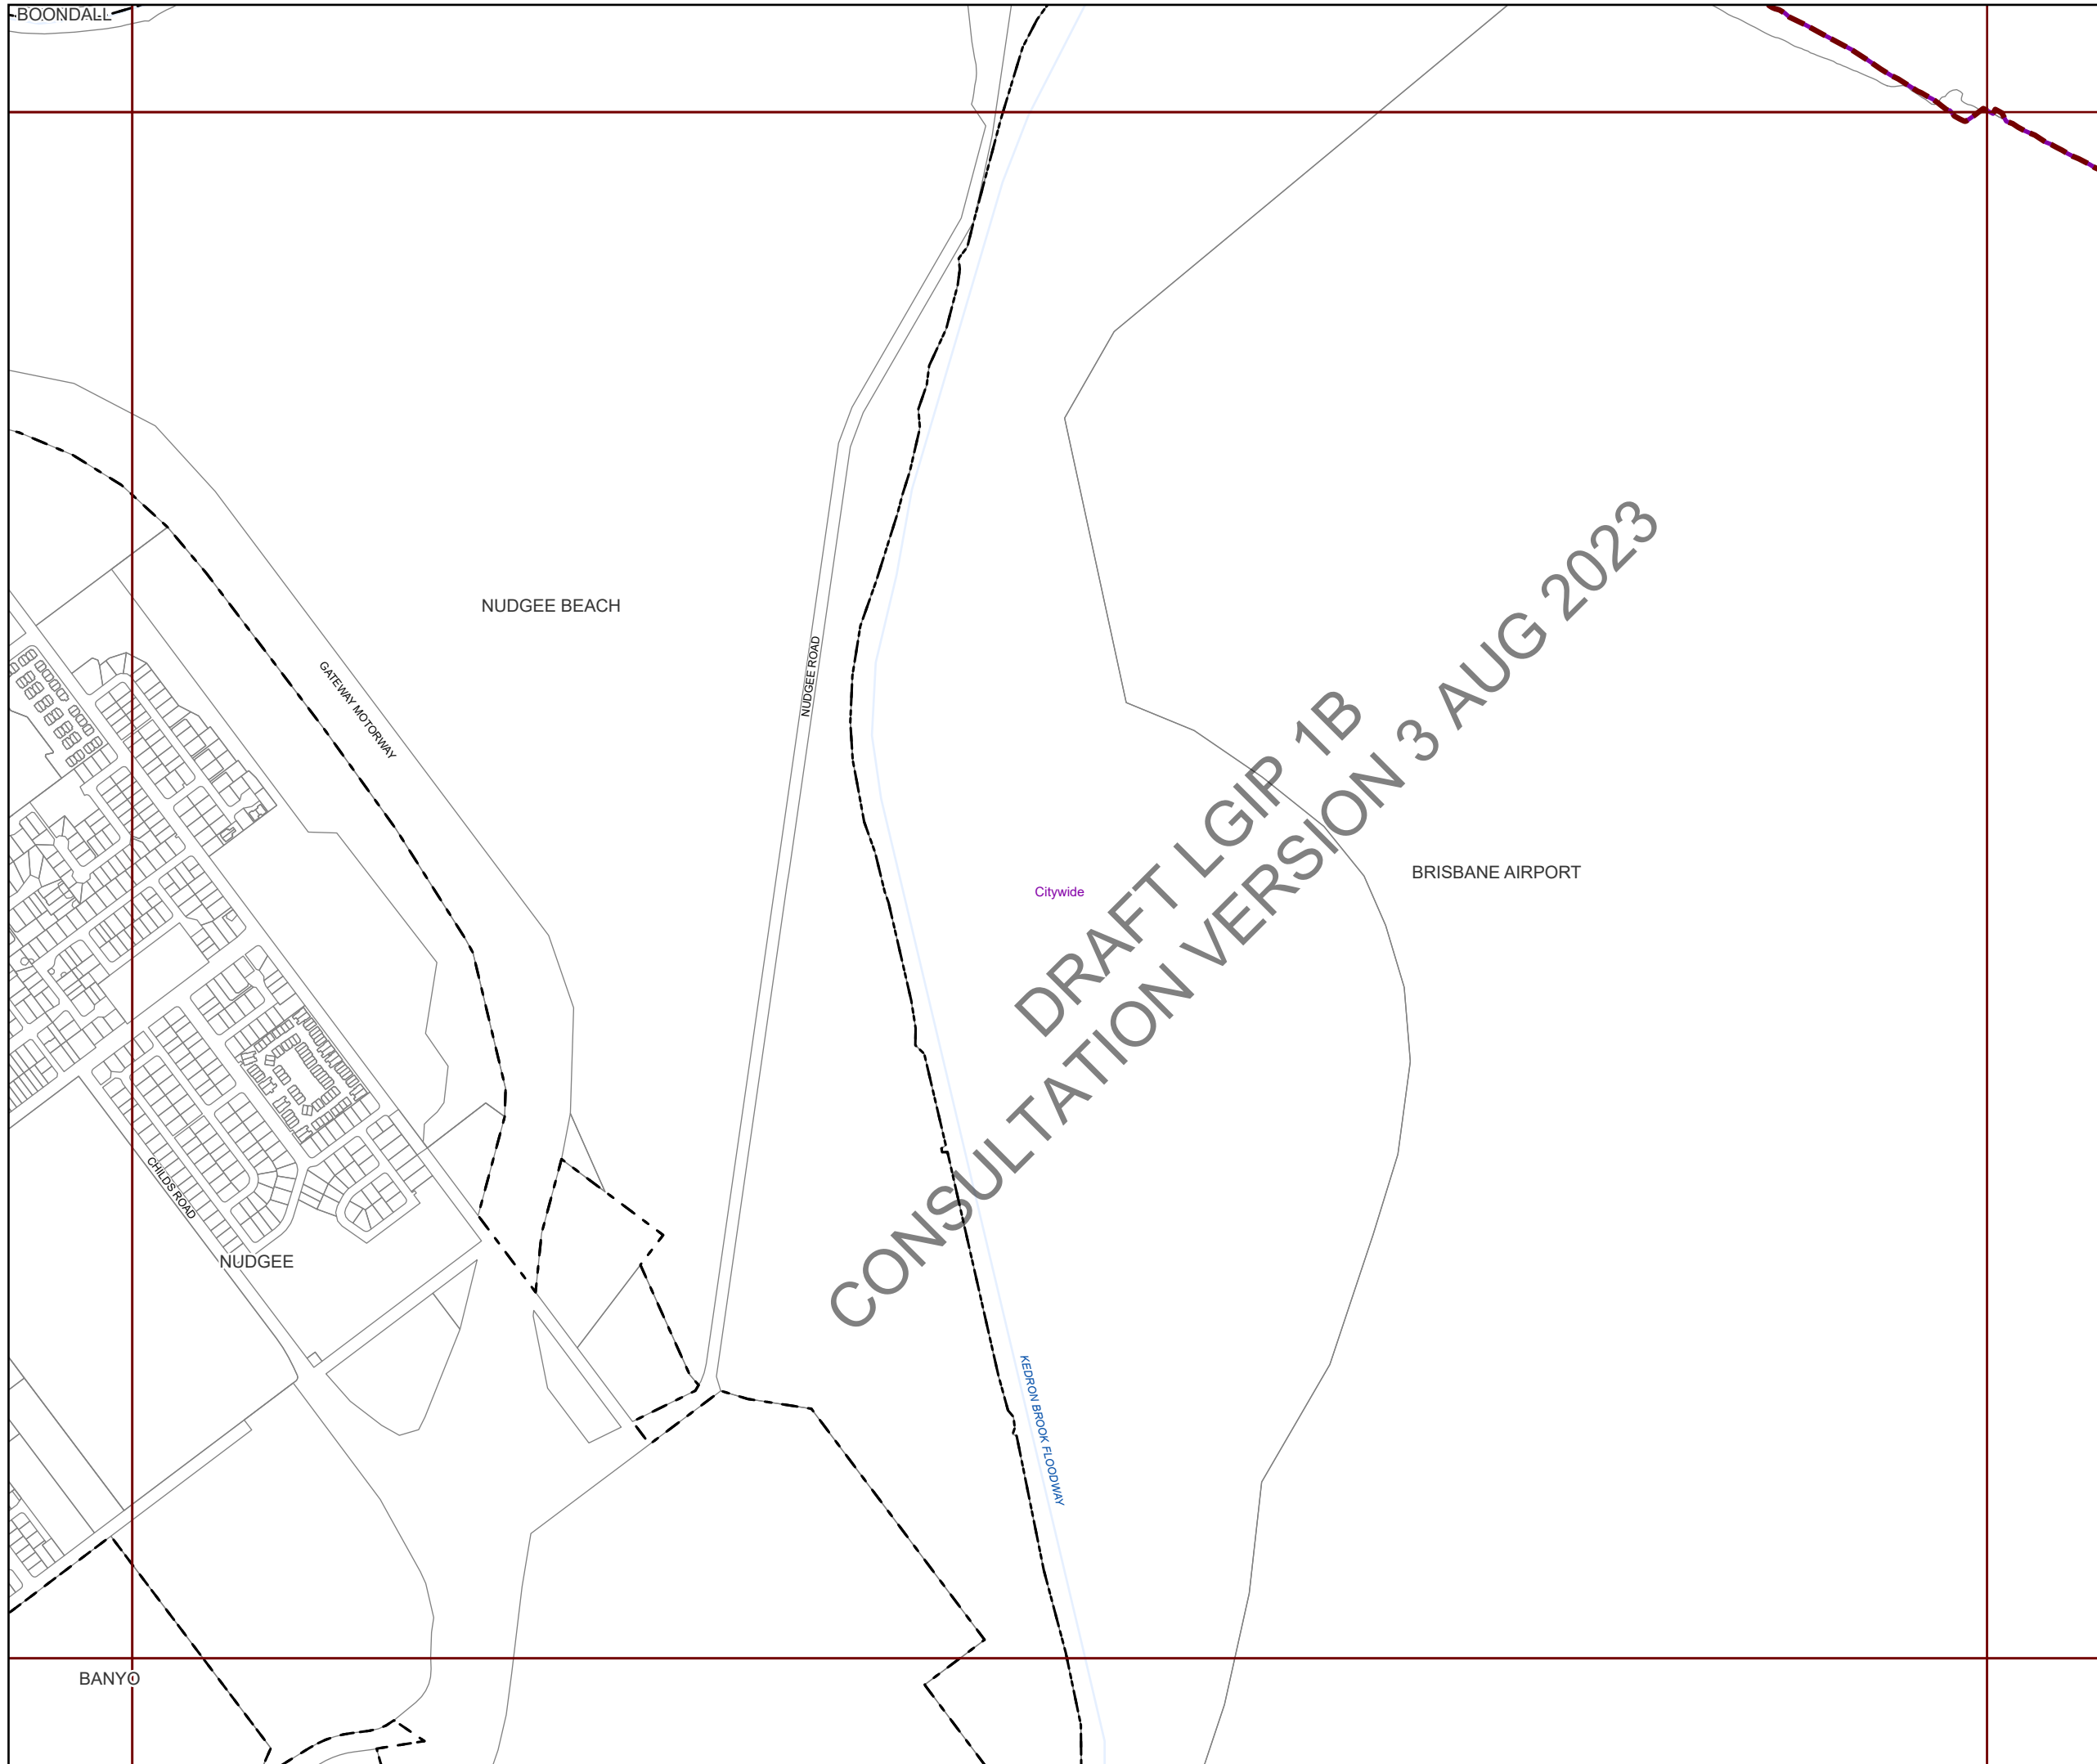 BOONDALL
NUDGEE BEACH
GATEWAY MOTORWAY
NUDGEE ROAD
BRISBANE AIRPORT
Citywide
DRAFT LGIP 1B
CONSULTATION VERSION 3 AUG 2023
CHILDS ROAD
NUDGEE
KEDRON BROOK FLOODWAY
BANYO